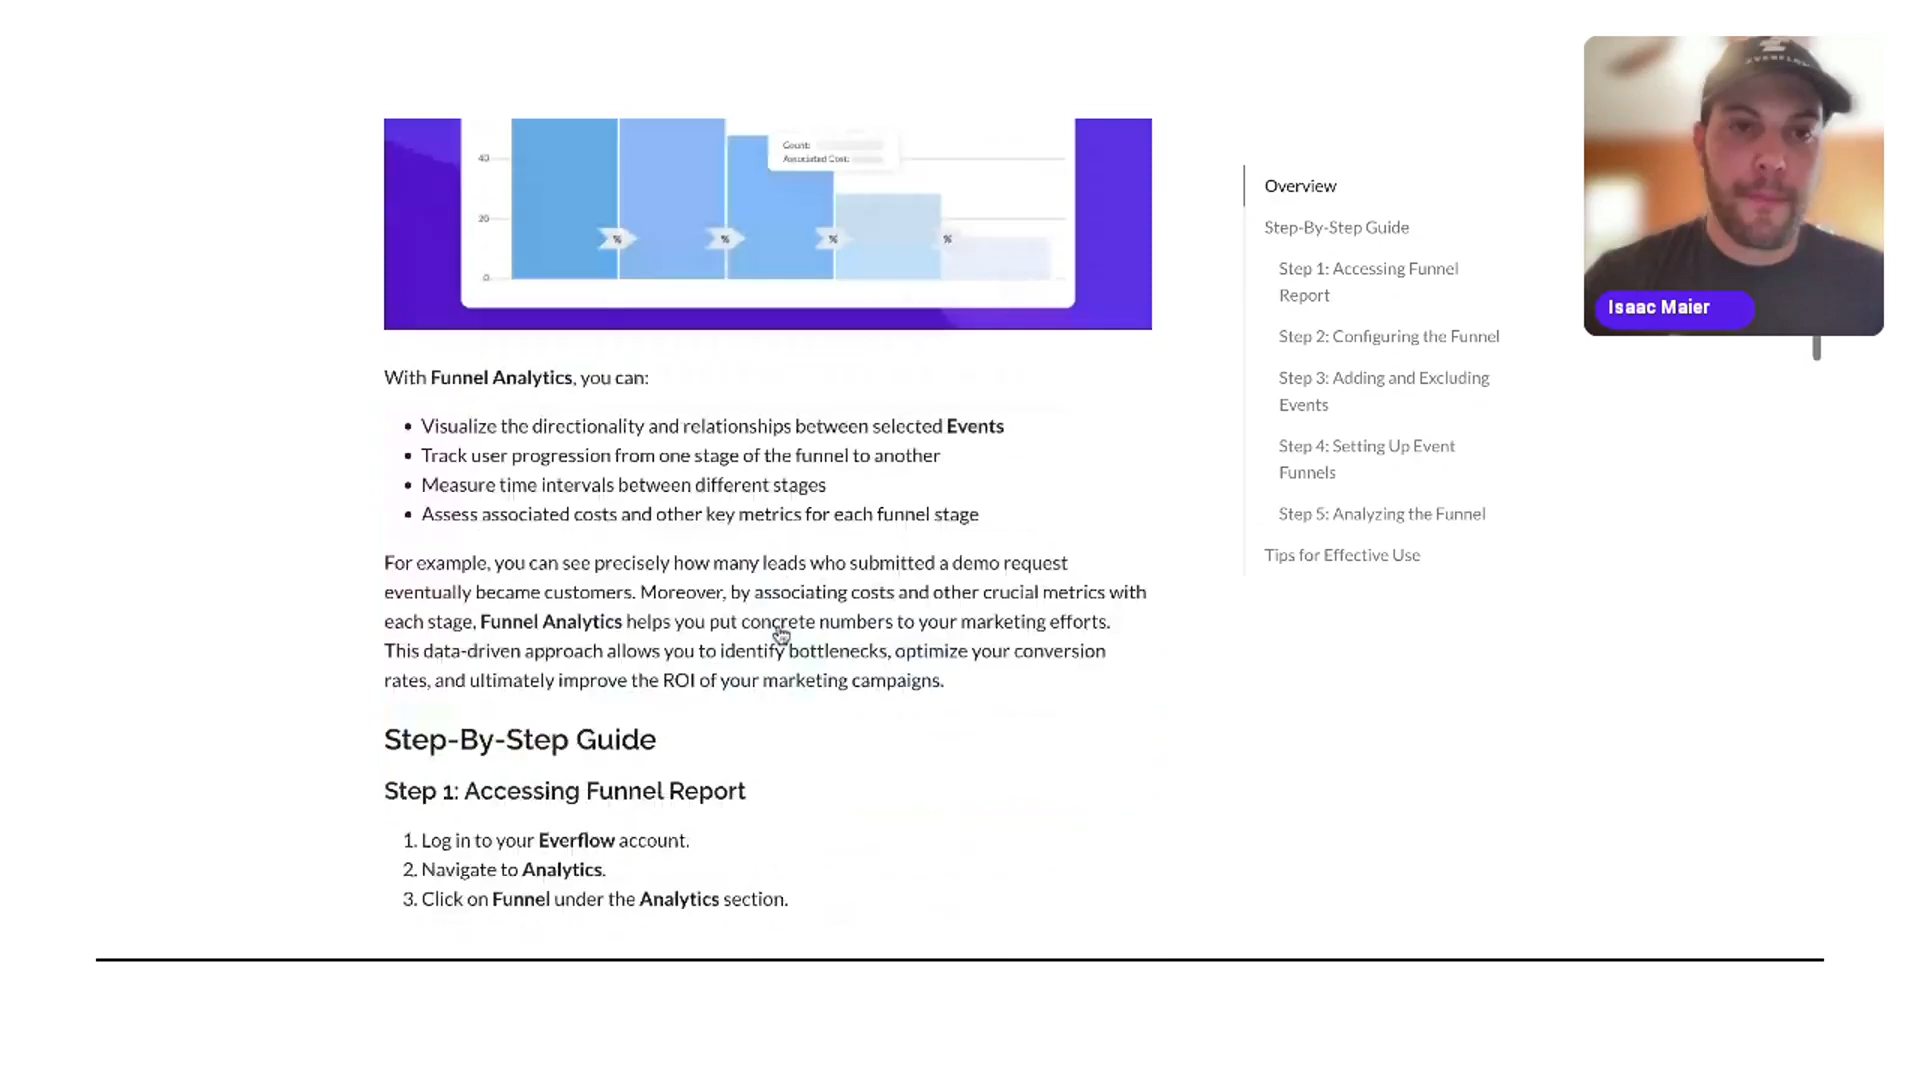 40
20
0
Count:
Associated Cost:
%
%
%
%
With Funnel Analytics, you can:
• Visualize the directionality and relationships between selected Events
• Track user progression from one stage of the funnel to another
• Measure time intervals between different stages
• Assess associated costs and other key metrics for each funnel stage
For example, you can see precisely how many leads who submitted a demo request
eventually became customers. Moreover, by associating costs and other crucial metrics with
each stage, Funnel Analytics helps you put concrete numbers to your marketing efforts.
This data-driven approach allows you to identify bottlenecks, optimize your conversion
rates, and ultimately improve the ROI of your marketing campaigns.
Step-By-Step Guide
Step 1: Accessing Funnel Report
1. Log in to your Everflow account.
2. Navigate to Analytics.
3. Click on Funnel under the Analytics section.
Overview
Step-By-Step Guide
Step 1: Accessing Funnel
Report
Step 2: Configuring the Funnel
Step 3: Adding and Excluding
Events
Step 4: Setting Up Event
Funnels
Step 5: Analyzing the Funnel
Tips for Effective Use
Isaac Maier